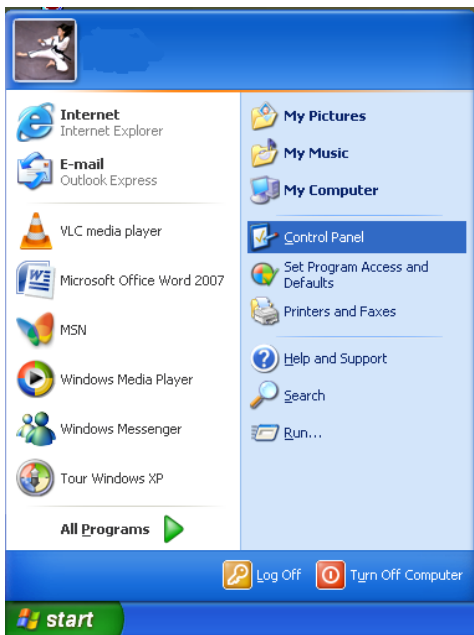 Internet
Internet Explorer
E-mail
Outlook Express
VLC media player
Microsoft Office Word 2007
MSN
Windows Media Player
Windows Messenger
Tour Windows XP
All Programs
My Pictures
My Music
My Computer
Control Panel
Set Program Access and
Defaults
Printers and Faxes
Help and Support
Search
Run...
Log Off
Turn Off Computer
start